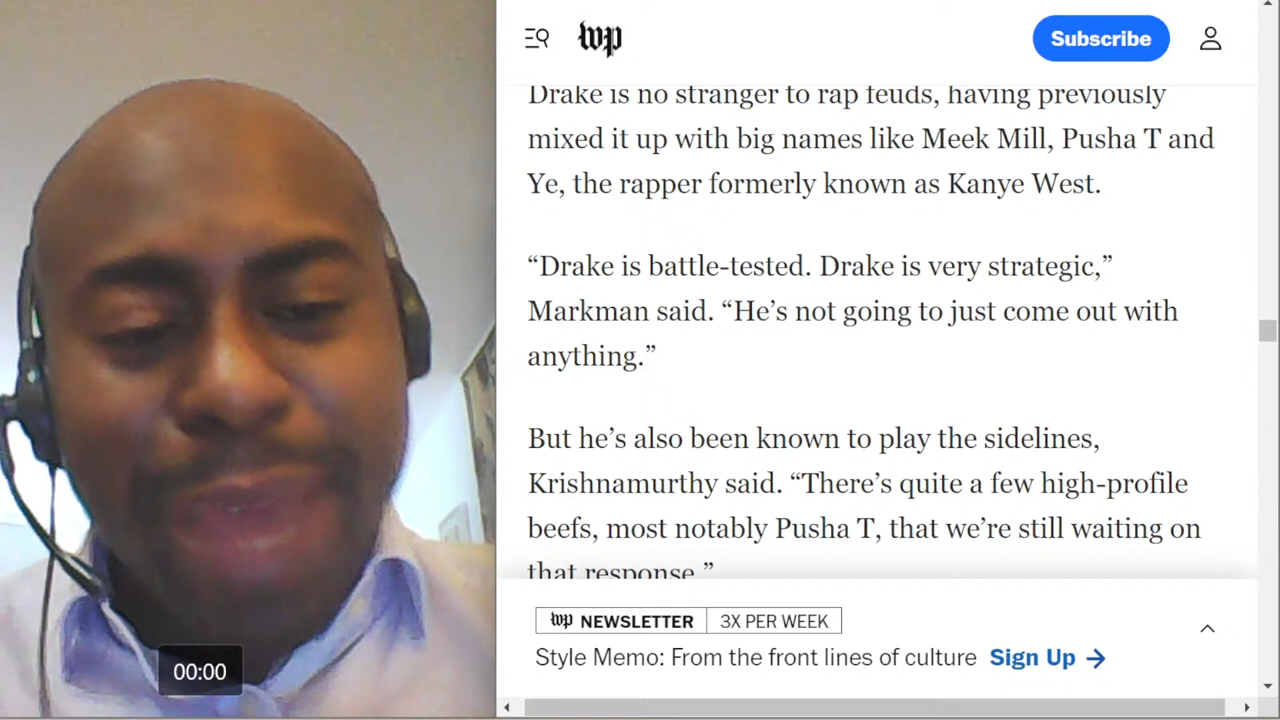 wp
Subscribe
Drake is no stranger to rap feuds, having previously
mixed it up with big names like Meek Mill, Pusha T and
Ye, the rapper formerly known as Kanye West.
“Drake is battle-tested. Drake is very strategic,”
Markman said. “He’s not going to just come out with
anything.”
But he’s also been known to play the sidelines,
Krishnamurthy said. “There’s quite a few high-profile
beefs, most notably Pusha T, that we’re still waiting on
that response.”
wp NEWSLETTER 3X PER WEEK
Style Memo: From the front lines of culture Sign Up
00:00